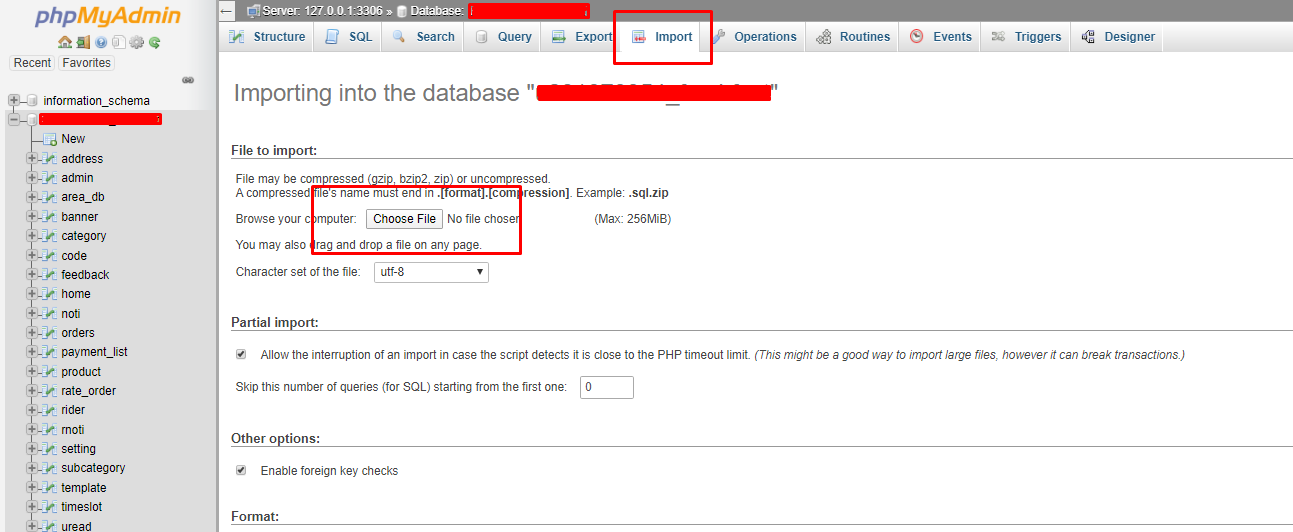 phpMyAdmin
Recent Favorites
information_schema
New
address
admin
area_db
banner
category
code
feedback
home
noti
orders
payment_list
product
rate_order
rider
rnoti
setting
subcategory
template
timeslot
uread
Server: 127.0.0.1:3306 » Database:
Structure SQL Search Query Export Import Operations Routines Events Triggers Designer
Importing into the database " "
File to import:
File may be compressed (gzip, bzip2, zip) or uncompressed.
A compressed file's name must end in .[format].[compression]. Example: .sql.zip
Browse your computer: Choose File No file chosen (Max: 256MiB)
You may also drag and drop a file on any page.
Character set of the file: utf-8
Partial import:
Allow the interruption of an import in case the script detects it is close to the PHP timeout limit. (This might be a good way to import large files, however it can break transactions.)
Skip this number of queries (for SQL) starting from the first one: 0
Other options:
Enable foreign key checks
Format: